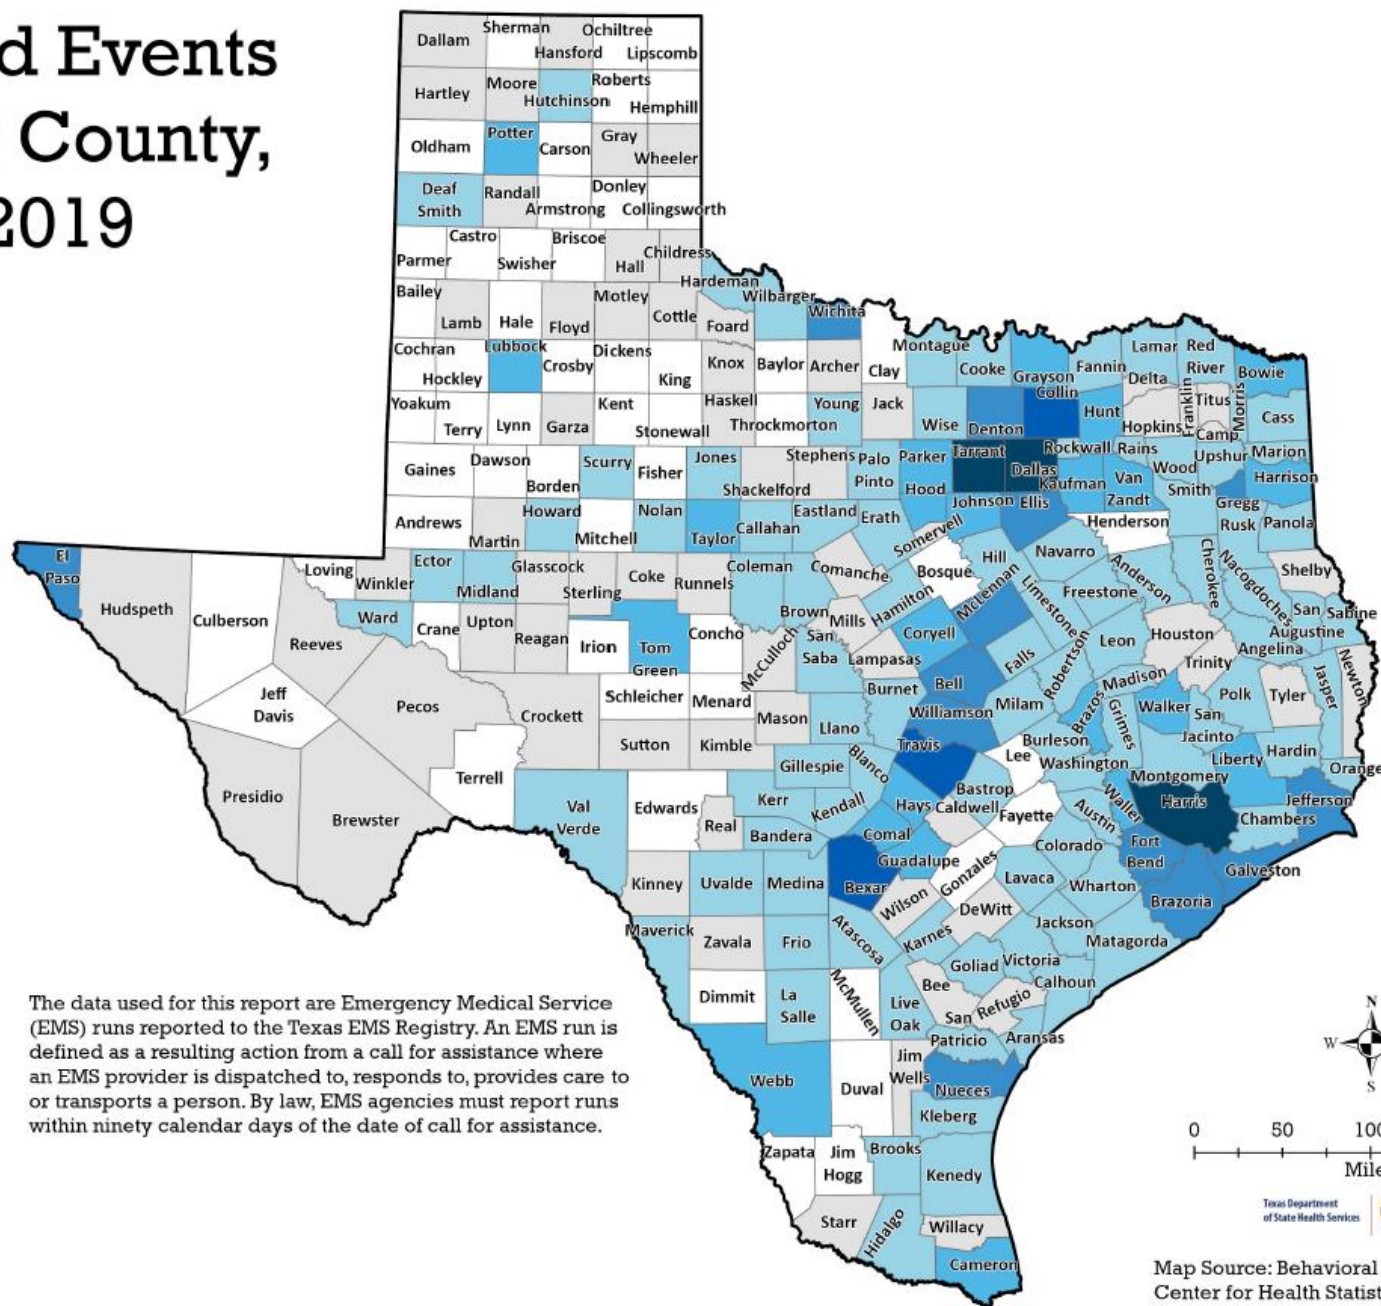 d Events
County,
2019
Dallam
Sherman
Hansford
Ochiltree
Lipscomb
Hartley
Moore
Hutchinson
Roberts
Hemphill
Oldham
Potter
Carson
Gray
Wheeler
Deaf
Smith
Randall
Armstrong
Donley
Collingsworth
Parmer
Castro
Swisher
Briscoe
Hall
Childress
Hardeman
Bailey
Lamb
Hale
Floyd
Motley
Cottle
Foard
Wilbarger
Wichita
Cochran
Hockley
Lubbock
Crosby
Dickens
King
Knox
Baylor
Archer
Clay
Montague
Cooke
Grayson
Fannin
Lamar
Red
River
Bowie
Delta
Franklin
Titus
Morris
Yoakum
Terry
Lynn
Garza
Kent
Stonewall
Haskell
Throckmorton
Young
Jack
Wise
Denton
Collin
Hunt
Hopkins
Camp
Cass
Gaines
Dawson
Borden
Scurry
Fisher
Jones
Shackelford
Stephens
Palo
Pinto
Parker
Hood
Tarrant
Dallas
Rockwall
Kaufman
Rains
Van
Zandt
Wood
Upshur
Marion
Smith
Gregg
Harrison
Andrews
Martin
Howard
Mitchell
Nolan
Taylor
Callahan
Eastland
Erath
Somervell
Johnson
Ellis
Henderson
Rusk
Panola
El
Paso
Hudspeth
Culberson
Loving
Winkler
Ector
Midland
Glasscock
Sterling
Coke
Runnels
Coleman
Brown
Comanche
Hamilton
Bosque
Hill
McLennan
Navarro
Limestone
Freestone
Anderson
Cherokee
Nacogdoches
Shelby
Reeves
Ward
Crane
Upton
Reagan
Irion
Tom
Green
Concho
McCulloch
San
Saba
Mills
Lampasas
Coryell
Bell
Falls
Robertson
Leon
Houston
Trinity
Angelina
San
Augustine
Sabine
Jeff
Davis
Pecos
Crockett
Schleicher
Menard
Mason
Llano
Burnet
Williamson
Milam
Brazos
Madison
Grimes
Walker
San
Jacinto
Polk
Tyler
Jasper
Newton
Presidio
Brewster
Terrell
Sutton
Kimble
Gillespie
Blanco
Travis
Lee
Burleson
Washington
Montgomery
Liberty
Hardin
Orange
Val
Verde
Edwards
Real
Kerr
Bandera
Kendall
Hays
Caldwell
Bastrop
Fayette
Austin
Waller
Harris
Chambers
Jefferson
Kinney
Uvalde
Medina
Bexar
Comal
Guadalupe
Gonzales
Lavaca
Colorado
Wharton
Fort
Bend
Brazoria
Galveston
Maverick
Zavala
Frio
Atascosa
Wilson
Karnes
DeWitt
Jackson
Matagorda
Dimmit
La
Salle
McMullen
Live
Oak
Bee
Goliad
Victoria
Calhoun
Refugio
San
Patricio
Aransas
Webb
Duval
Jim
Wells
Nueces
Kleberg
Zapata
Jim
Hogg
Brooks
Kenedy
Starr
Hidalgo
Willacy
Cameron
The data used for this report are Emergency Medical Service
(EMS) runs reported to the Texas EMS Registry. An EMS run is
defined as a resulting action from a call for assistance where
an EMS provider is dispatched to, responds to, provides care to
or transports a person. By law, EMS agencies must report runs
within ninety calendar days of the date of call for assistance.
N
W
S
0 50 100
Mile
Texas Department
of State Health Services
Map Source: Behavioral
Center for Health Statist